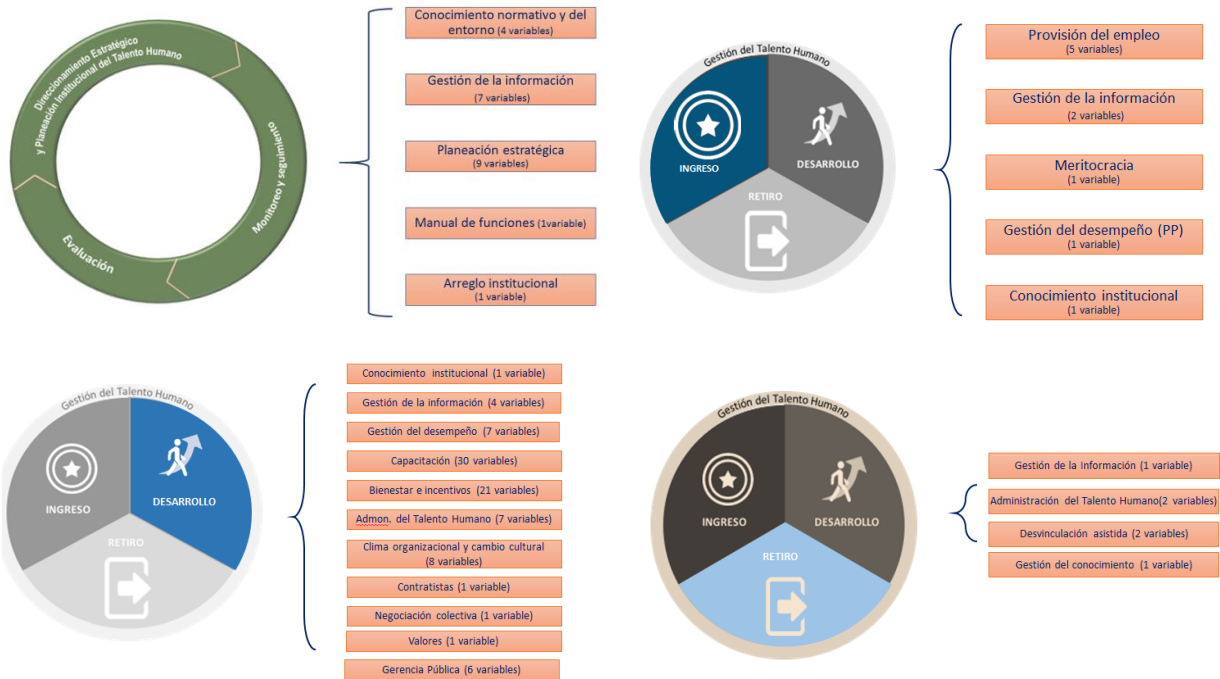 Direccionamiento Estratégico
y Planeación Institucional del Talento Humano
Monitoreo y seguimiento
Evaluación
Conocimiento normativo y del
entorno (4 variables)
Gestión de la información
(7 variables)
Planeación estratégica
(9 variables)
Manual de funciones (1variable)
Arreglo institucional
(1 variable)
Gestión del Talento Humano
INGRESO
DESARROLLO
RETIRO
Provisión del empleo
(5 variables)
Gestión de la información
(2 variables)
Meritocracia
(1 variable)
Gestión del desempeño (PP)
(1 variable)
Conocimiento institucional
(1 variable)
Gestión del Talento Humano
INGRESO
DESARROLLO
RETIRO
Conocimiento institucional (1 variable)
Gestión de la información (4 variables)
Gestión del desempeño (7 variables)
Capacitación (30 variables)
Bienestar e incentivos (21 variables)
Admon. del Talento Humano (7 variables)
Clima organizacional y cambio cultural
(8 variables)
Contratistas (1 variable)
Negociación colectiva (1 variable)
Valores (1 variable)
Gerencia Pública (6 variables)
Gestión del Talento Humano
INGRESO
DESARROLLO
RETIRO
Gestión de la Información (1 variable)
Administración del Talento Humano(2 variables)
Desvinculación asistida (2 variables)
Gestión del conocimiento (1 variable)